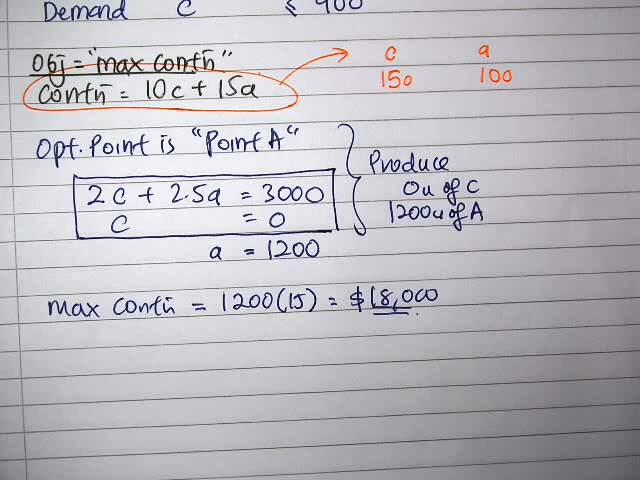 Demand C ≤ 900
Obj = "max contn̄"
contn̄ = 10c + 15a
c a
150 100
Opt. Point is "Point A"
2c + 2.5a = 3000
c = 0
a = 1200
Produce
0u of C
1200u of A
max contn̄ = 1200(15) = $18,000